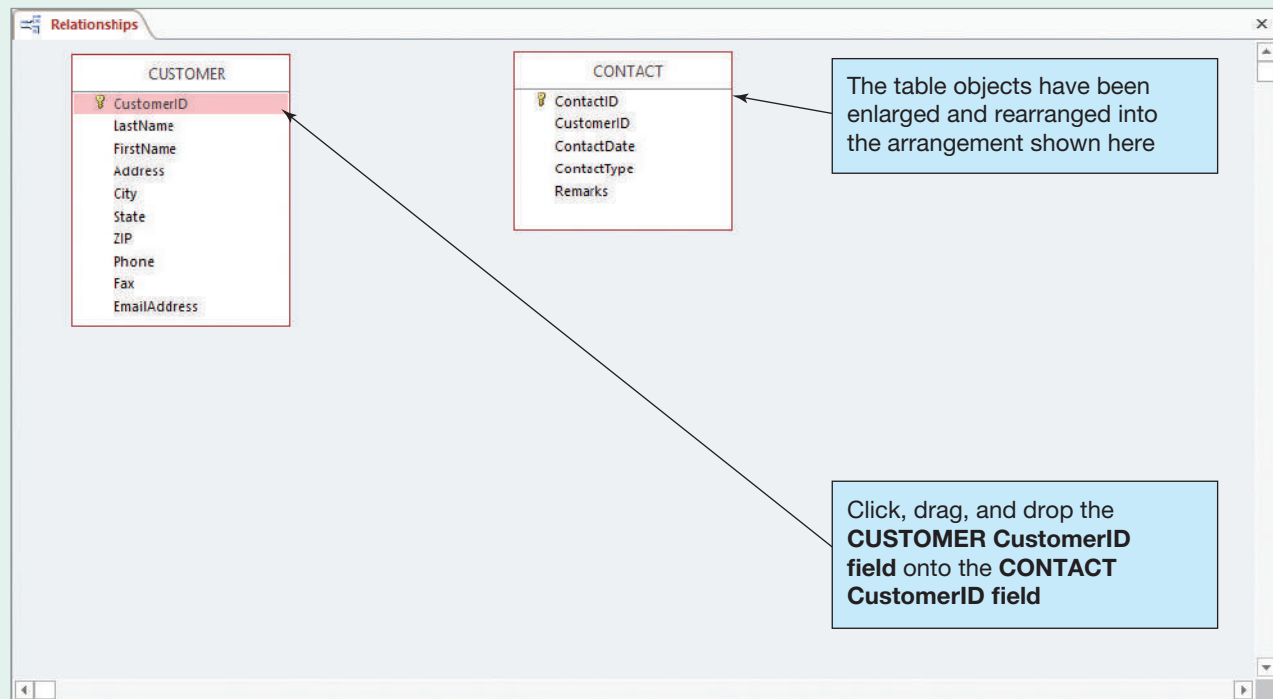 Relationships
CUSTOMER
CustomerID
LastName
FirstName
Address
City
State
ZIP
Phone
Fax
EmailAddress
CONTACT
ContactID
CustomerID
ContactDate
ContactType
Remarks
The table objects have been
enlarged and rearranged into
the arrangement shown here
Click, drag, and drop the
CUSTOMER CustomerID
field onto the CONTACT
CustomerID field